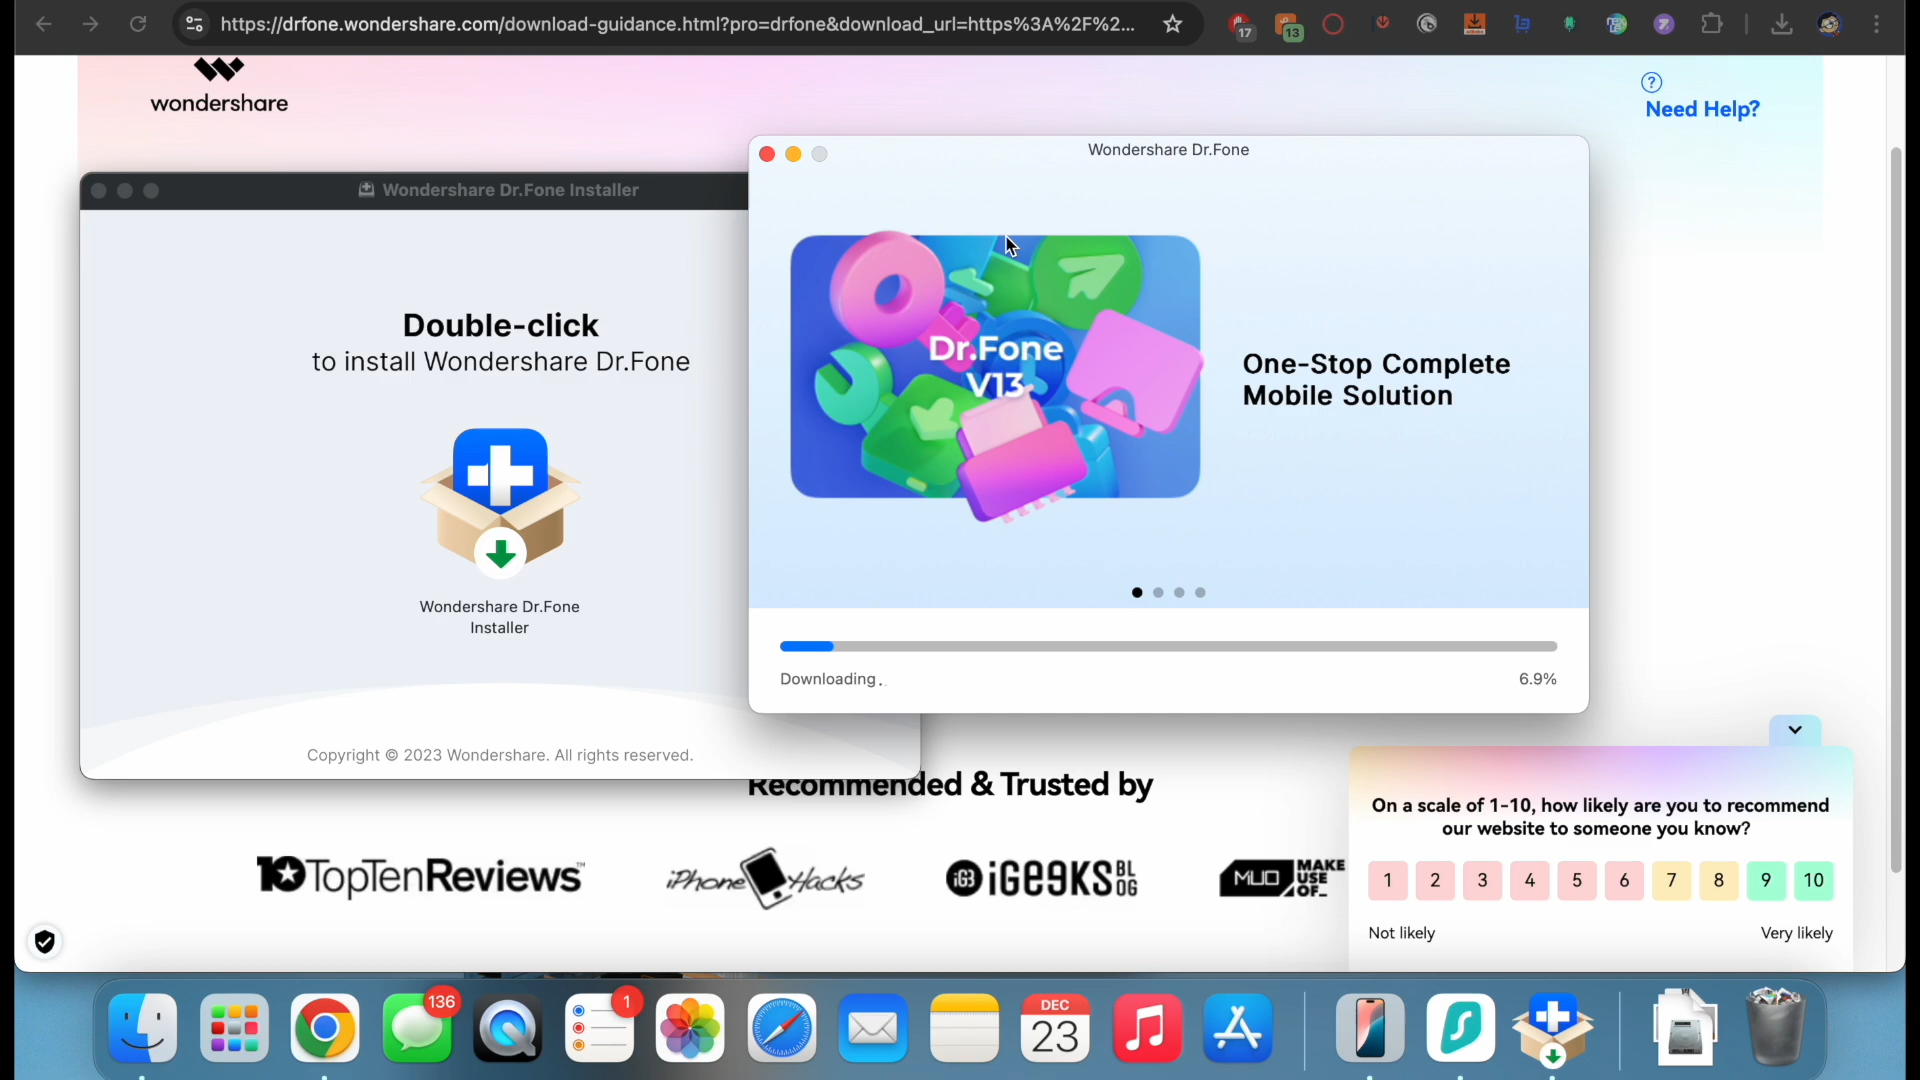 https://drfone.wondershare.com/download-guidance.html?pro=drfone&download_url=https%3A%2F%2...
17
13
wondershare
Need Help?
Wondershare Dr.Fone Installer
Double-click
to install Wondershare Dr.Fone
Wondershare Dr.Fone
Installer
Copyright © 2023 Wondershare. All rights reserved.
Wondershare Dr.Fone
Dr.Fone
V13
One-Stop Complete
Mobile Solution
Downloading..
6.9%
Recommended & Trusted by
10TopTenReviews™
iPhone Hacks
iGB iGEEKSBLOG
MUO MAKE USE OF_
On a scale of 1-10, how likely are you to recommend
our website to someone you know?
1 2 3 4 5 6 7 8 9 10
Not likely Very likely
136
1
DEC
23